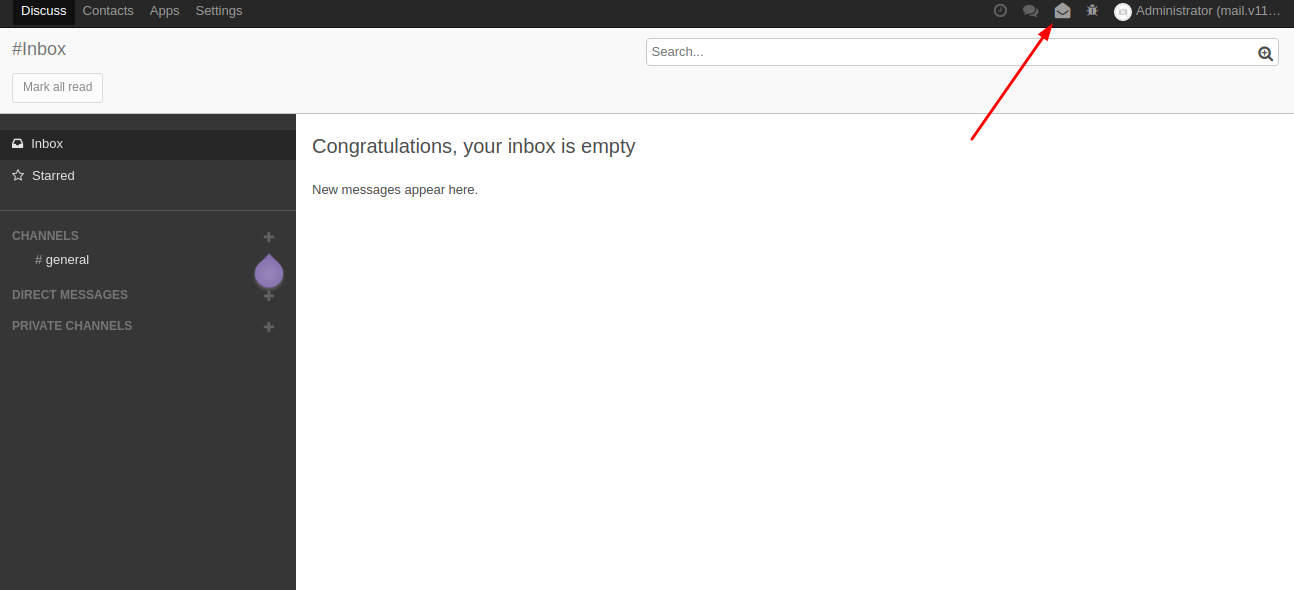 Discuss Contacts Apps Settings Administrator (mail.v11...
#Inbox
Search...
Mark all read
Inbox
Starred
CHANNELS
# general
DIRECT MESSAGES
PRIVATE CHANNELS
Congratulations, your inbox is empty
New messages appear here.